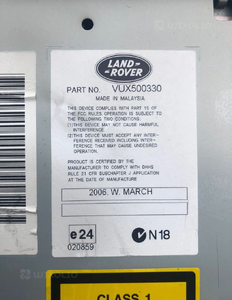 LAND-
ROVER
PART NO. VUX500330
MADE IN MALAYSIA
THIS DEVICE COMPLIES WITH PART 15 OF
THE FCC RULES OPERATION IS SUBJECT TO
THE FOLLOWING TWO CONDITIONS
(1)THIS DEVICE MAY NOT CAUSE HARMFUL
INTERFERENCE
(2)THIS DEVICE MUST ACCEPT ANY INTER-
FERENCE RECEIVED INCLUDING INTER-
FERENCE THAT MAY CAUSE UNDESIRED
OPERATION.
PRODUCT IS CERTIFIED BY THE
MANUFACTURER TO COMPLY WITH DHHS
RULES 21 CFR SUBCHAPTER J APPLICATION
AT THE DATE OF MANUFACTURE
2006. W. MARCH
e24
020859
N18
CLASS 1